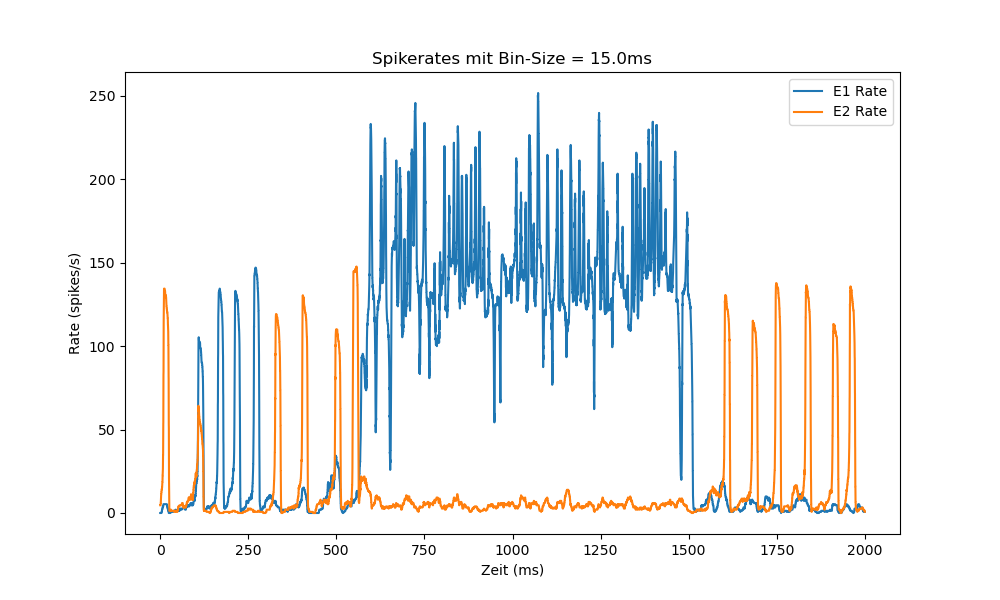 Spikerates mit Bin-Size = 15.0ms
E1 Rate
E2 Rate
250
200
150
100
50
0
Rate (spikes/s)
0 250 500 750 1000 1250 1500 1750 2000
Zeit (ms)